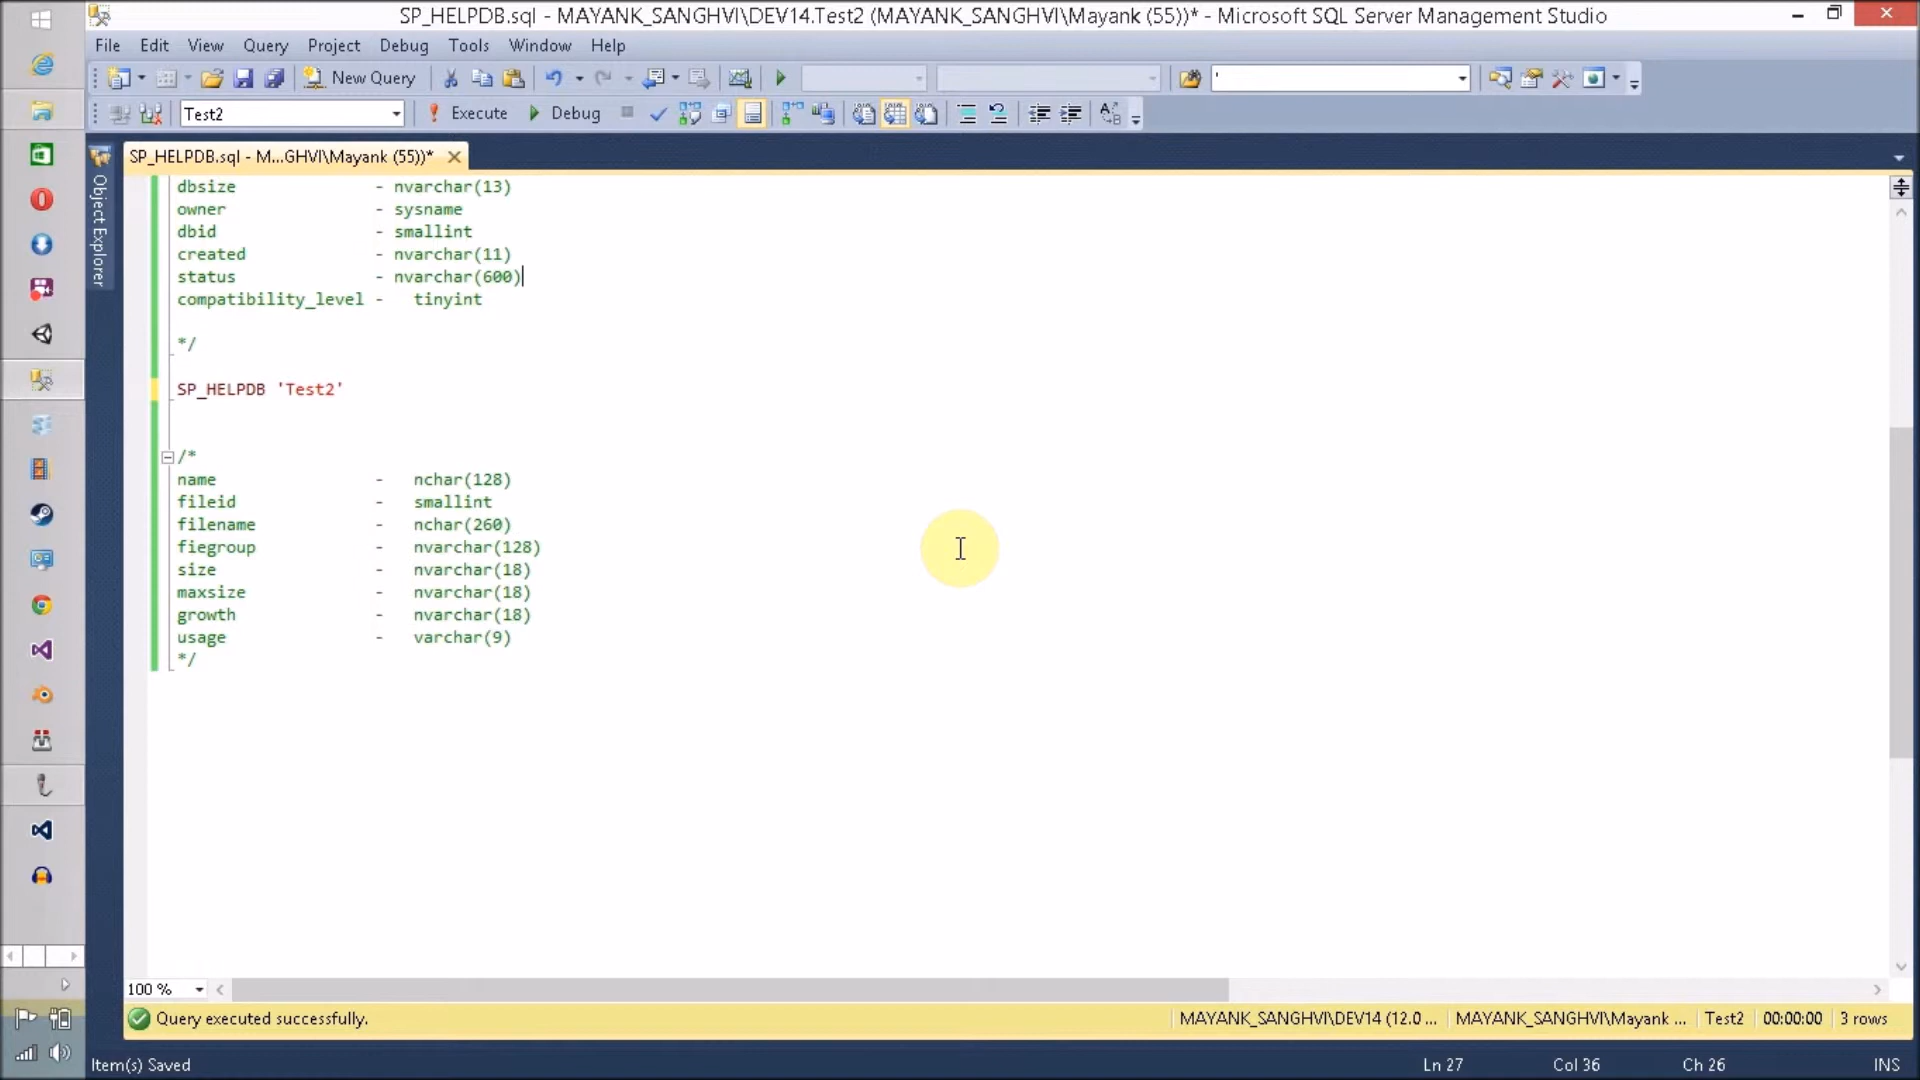 SP_HELPDB.sql - MAYANK_SANGHVI\DEV14.Test2 (MAYANK_SANGHVI\Mayank (55))* - Microsoft SQL Server Management Studio
File Edit View Query Project Debug Tools Window Help
New Query '
Test2 Execute Debug
SP_HELPDB.sql - M...GHVI\Mayank (55))*
Object Explorer
dbsize - nvarchar(13)
owner - sysname
dbid - smallint
created - nvarchar(11)
status - nvarchar(600)
compatibility_level - tinyint
*/
SP_HELPDB 'Test2'
/*
name - nchar(128)
fileid - smallint
filename - nchar(260)
fiegroup - nvarchar(128)
size - nvarchar(18)
maxsize - nvarchar(18)
growth - nvarchar(18)
usage - varchar(9)
*/
100 %
Query executed successfully. MAYANK_SANGHVI\DEV14 (12.0 ... MAYANK_SANGHVI\Mayank ... Test2 00:00:00 3 rows
Item(s) Saved Ln 27 Col 36 Ch 26 INS